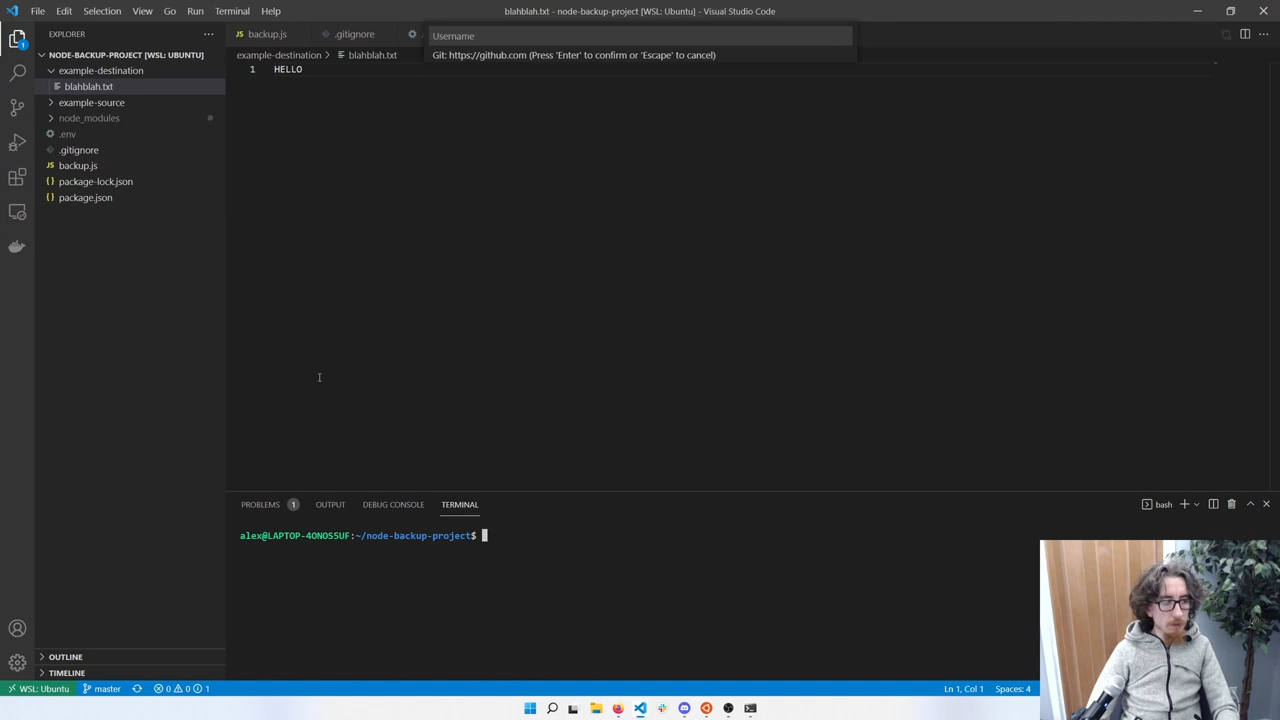 File Edit Selection View Go Run Terminal Help
blahblah.txt - node-backup-project [WSL: Ubuntu] - Visual Studio Code
EXPLORER
backup.js
.gitignore
Username
NODE-BACKUP-PROJECT [WSL: UBUNTU]
example-destination > blahblah.txt
Git: https://github.com (Press 'Enter' to confirm or 'Escape' to cancel)
example-destination
1 HELLO
blahblah.txt
example-source
node_modules
.env
.gitignore
JS backup.js
{} package-lock.json
{} package.json
1
PROBLEMS 1 OUTPUT DEBUG CONSOLE TERMINAL
bash
alex@LAPTOP-4ONOS5UF:~/node-backup-project$
OUTLINE
TIMELINE
WSL: Ubuntu master 0 0 1
Ln 1, Col 1 Spaces: 4